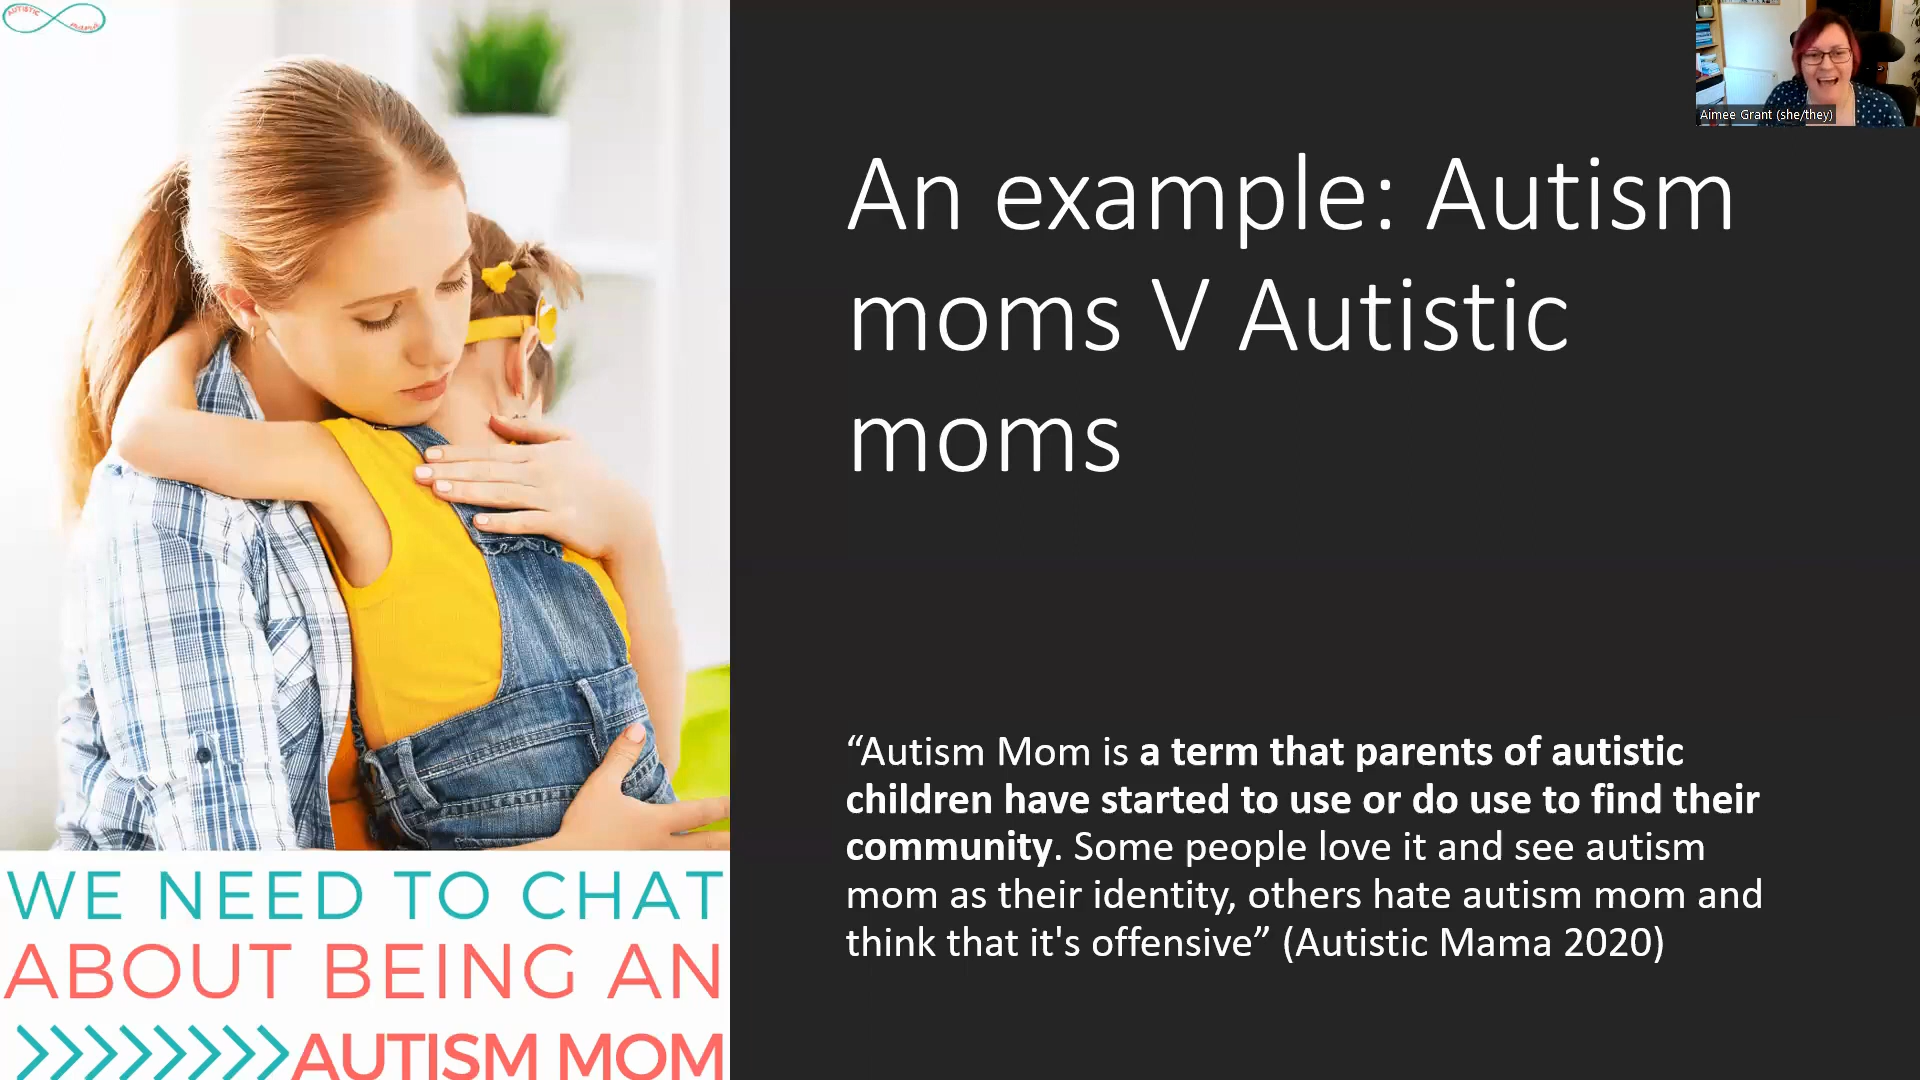 AUTISTIC
Aimee Grant (she/they)
An example: Autism
moms V Autistic
moms
“Autism Mom is a term that parents of autistic
children have started to use or do use to find their
community. Some people love it and see autism
mom as their identity, others hate autism mom and
think that it's offensive” (Autistic Mama 2020)
WE NEED TO CHAT
ABOUT BEING AN
AUTISM MOM